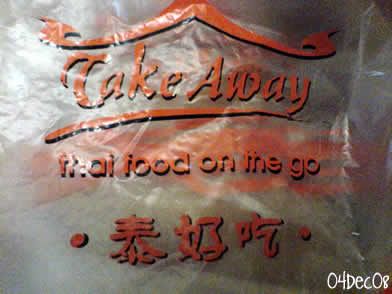 Take Away
thai food on the go
· 泰好吃 ·
04Dec08